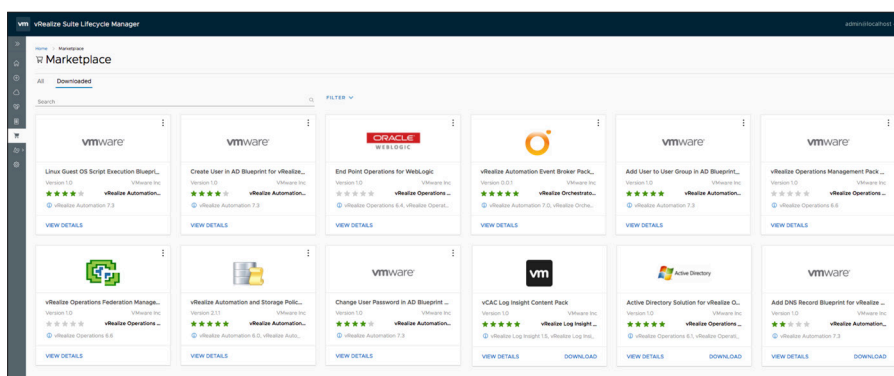 vm vRealize Suite Lifecycle Manager
admin@localhost
Home > Marketplace
Marketplace
All Downloaded
Search
FILTER
vmware
vmware
ORACLE
WEBLOGIC
vmware
vmware
Linux Guest OS Script Execution Bluepri...
Create User in AD Blueprint for vRealize...
End Point Operations for WebLogic
vRealize Automation Event Broker Pack...
Add User to User Group in AD Blueprint...
vRealize Operations Management Pack ...
Version 1.0 VMware Inc
Version 1.0 VMware Inc
Version 1.0 VMware Inc
Version 0.0.1 VMware Inc
Version 1.0 VMware Inc
Version 1.0 VMware Inc
vRealize Automation...
vRealize Automation...
vRealize Operations ...
vRealize Orchestrato...
vRealize Automation...
vRealize Operations ...
vRealize Automation 7.3
vRealize Automation 7.3
vRealize Operations 6.4, vRealize Operat...
vRealize Automation 7.0, vRealize Orche...
vRealize Automation 7.3
vRealize Operations 6.6
VIEW DETAILS
VIEW DETAILS
VIEW DETAILS
VIEW DETAILS
VIEW DETAILS
VIEW DETAILS
vmware
vm
Active Directory
vmware
vRealize Operations Federation Manage...
vRealize Automation and Storage Polic...
Change User Password in AD Blueprint ...
vCAC Log Insight Content Pack
Active Directory Solution for vRealize O...
Add DNS Record Blueprint for vRealize ...
Version 1.0 VMware Inc
Version 2.1.1 VMware Inc
Version 1.0 VMware Inc
Version 1.0 VMware Inc
Version 1.0 VMware Inc
Version 1.0 VMware Inc
vRealize Operations ...
vRealize Automation...
vRealize Automation...
vRealize Log Insight ...
vRealize Operations ...
vRealize Automation...
vRealize Operations 6.6
vRealize Automation 6.0, vRealize Auto...
vRealize Automation 7.3
vRealize Log Insight 1.5, vRealize Log Insi...
vRealize Operations 6.1, vRealize Operat...
vRealize Automation 7.3
VIEW DETAILS
VIEW DETAILS
VIEW DETAILS
VIEW DETAILS DOWNLOAD
VIEW DETAILS DOWNLOAD
VIEW DETAILS DOWNLOAD